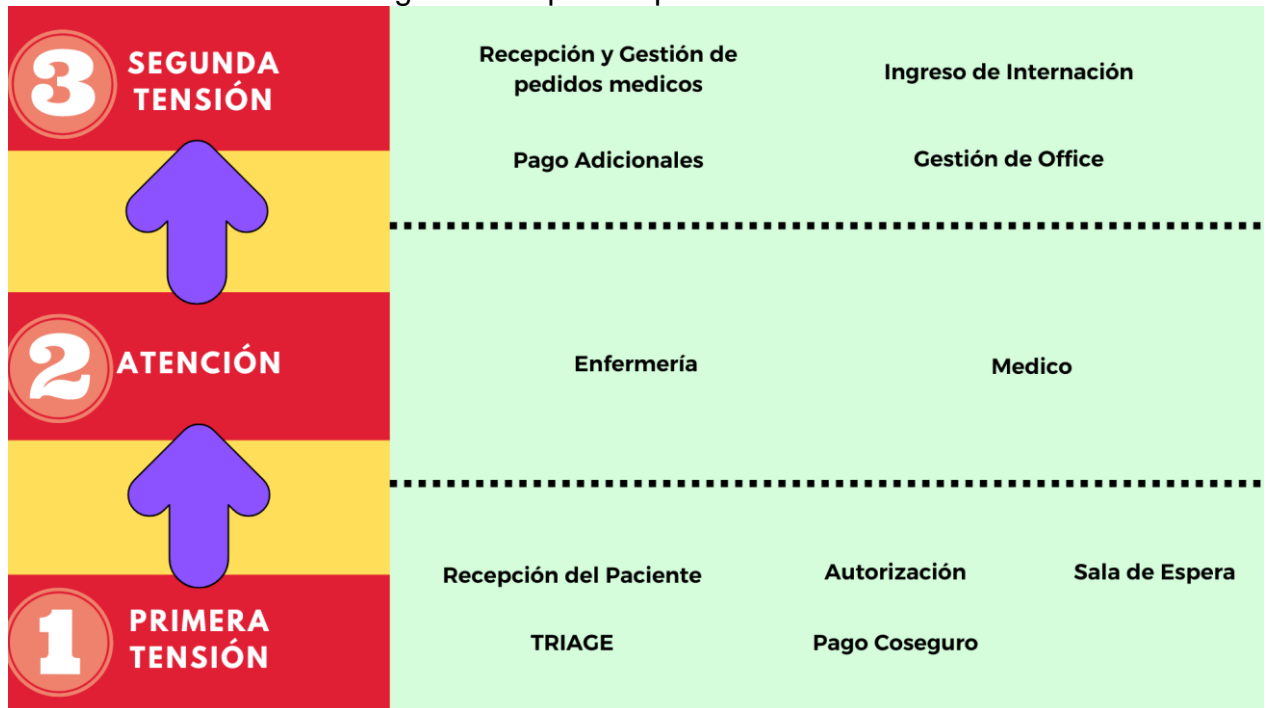 3
SEGUNDA
TENSIÓN
Recepción y Gestión de
pedidos medicos
Ingreso de Internación
Pago Adicionales
Gestión de Office
2
ATENCIÓN
Enfermería
Medico
1
PRIMERA
TENSIÓN
Recepción del Paciente
Autorización
Sala de Espera
TRIAGE
Pago Coseguro